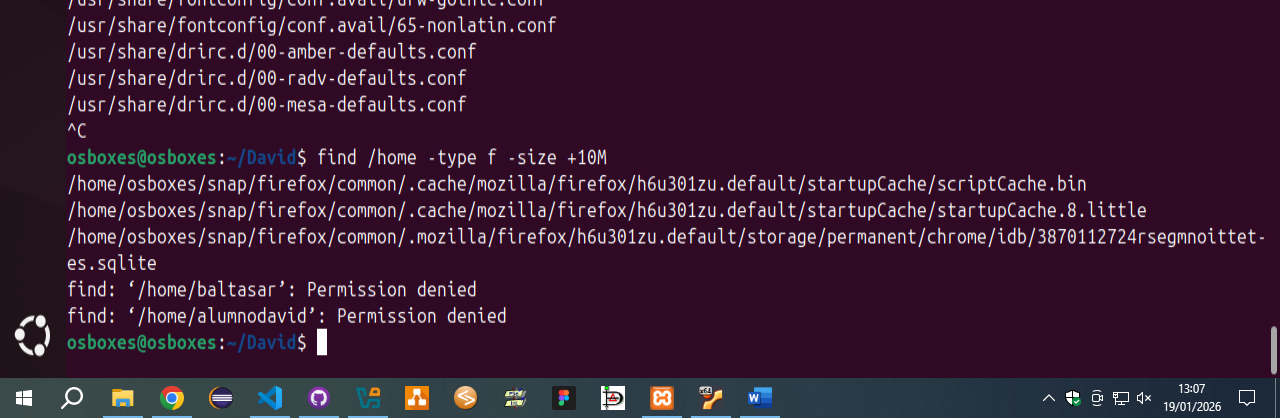 /usr/share/fontconfig/conf.avail/65-nonlatin.conf
/usr/share/drirc.d/00-amber-defaults.conf
/usr/share/drirc.d/00-radv-defaults.conf
/usr/share/drirc.d/00-mesa-defaults.conf
^C
osboxes@osboxes:~/David$ find /home -type f -size +10M
/home/osboxes/snap/firefox/common/.cache/mozilla/firefox/h6u301zu.default/startupCache/scriptCache.bin
/home/osboxes/snap/firefox/common/.cache/mozilla/firefox/h6u301zu.default/startupCache/startupCache.8.little
/home/osboxes/snap/firefox/common/.mozilla/firefox/h6u301zu.default/storage/permanent/chrome/idb/3870112724rsegmnoittet-
es.sqlite
find: ‘/home/baltasar’: Permission denied
find: ‘/home/alumnodavid’: Permission denied
osboxes@osboxes:~/David$
x64
13:07
19/01/2026